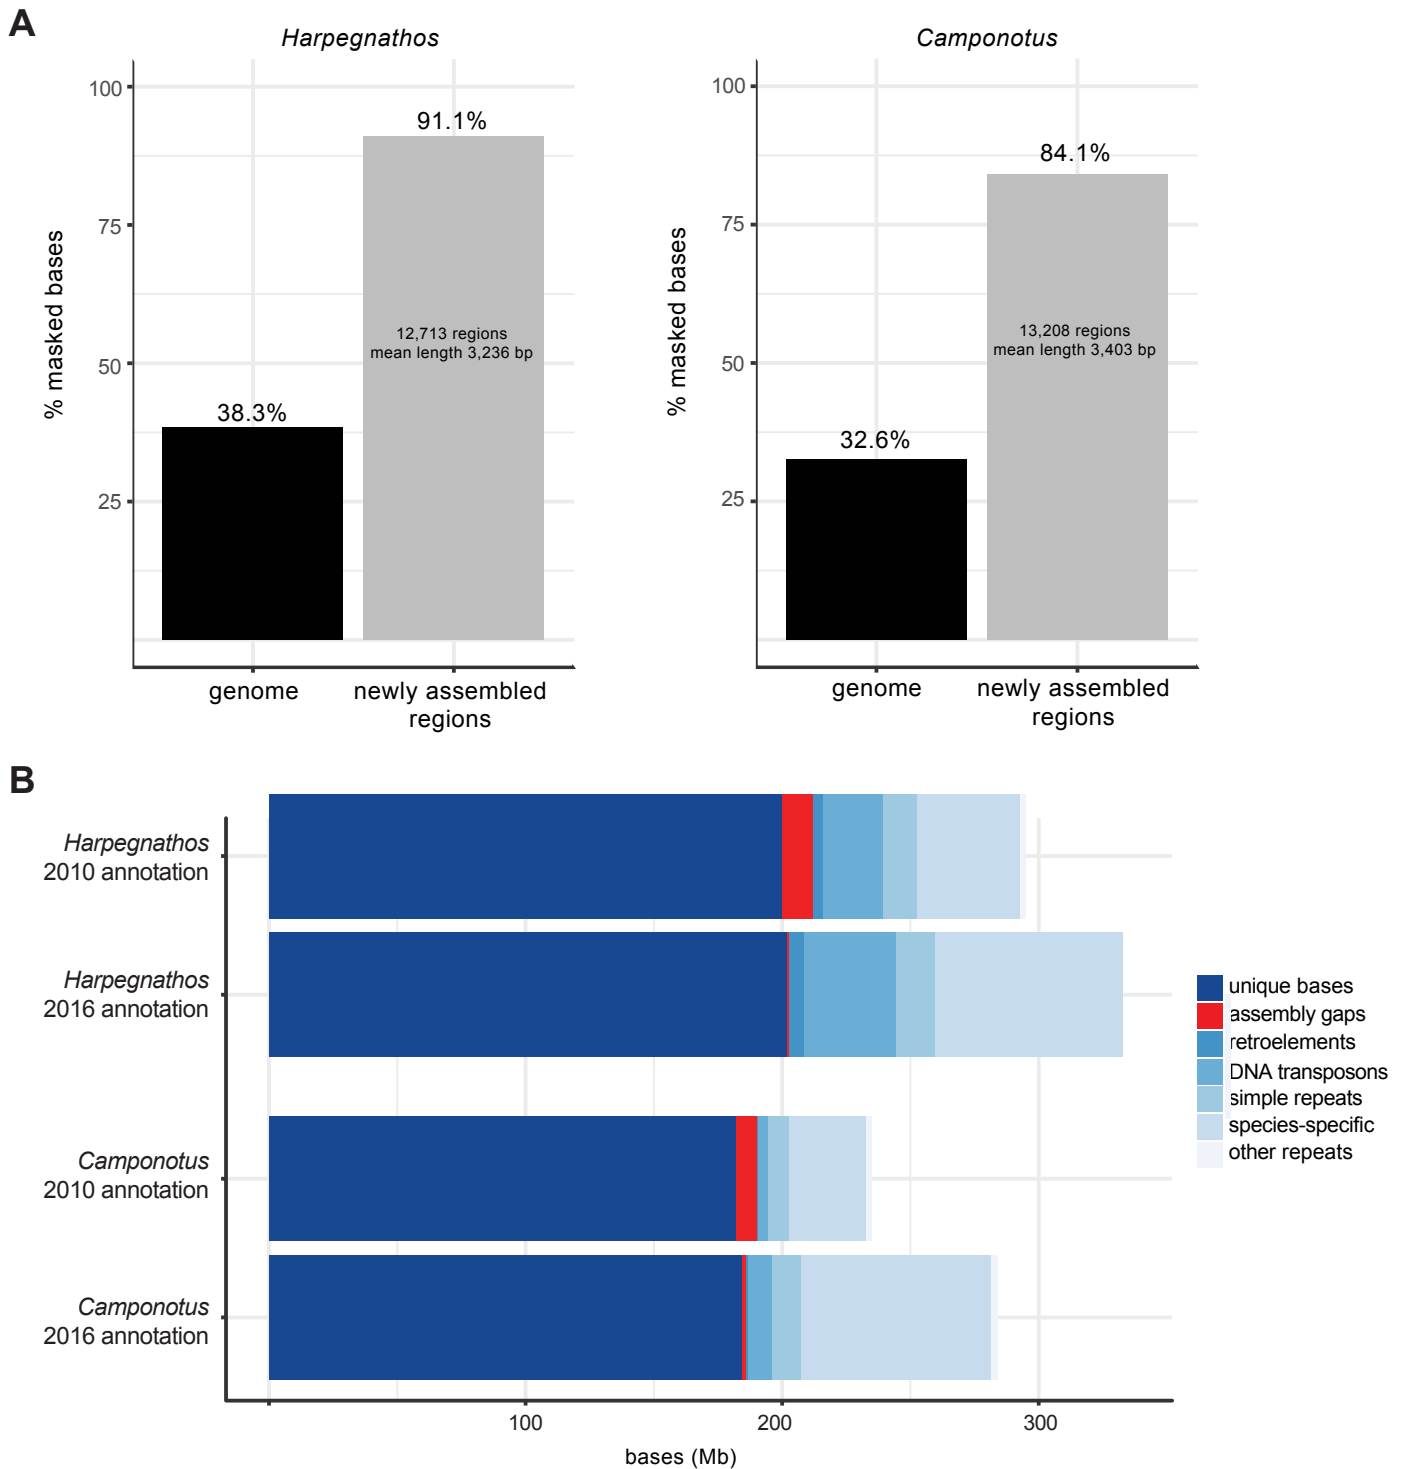 A
Harpegnathos
Camponotus
% masked bases
100
75
50
25
91.1%
12,713 regions
mean length 3,236 bp
38.3%
genome
newly assembled
regions
% masked bases
100
75
50
25
84.1%
13,208 regions
mean length 3,403 bp
32.6%
genome
newly assembled
regions
B
Harpegnathos
2010 annotation
Harpegnathos
2016 annotation
Camponotus
2010 annotation
Camponotus
2016 annotation
100
200
300
bases (Mb)
unique bases
assembly gaps
retroelements
DNA transposons
simple repeats
species-specific
other repeats